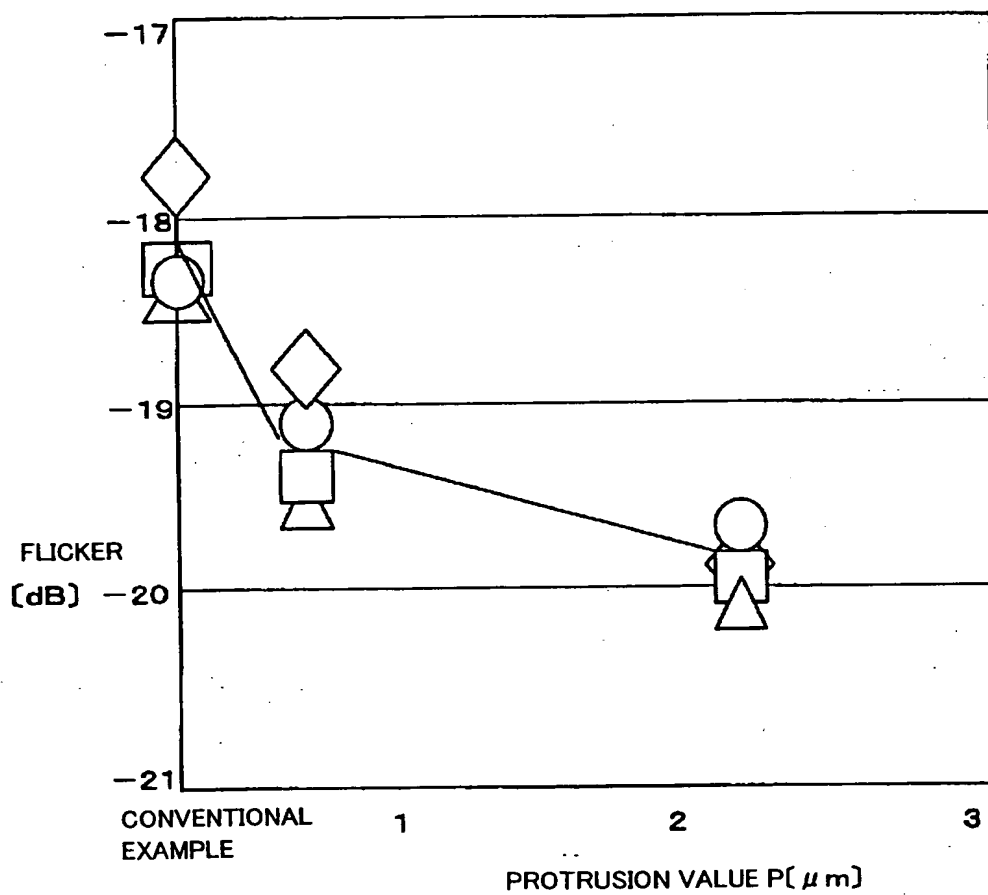 −17
−18
−19
FLICKER
[dB] −20
−21
CONVENTIONAL
EXAMPLE
1 2 3
PROTRUSION VALUE P[μm]